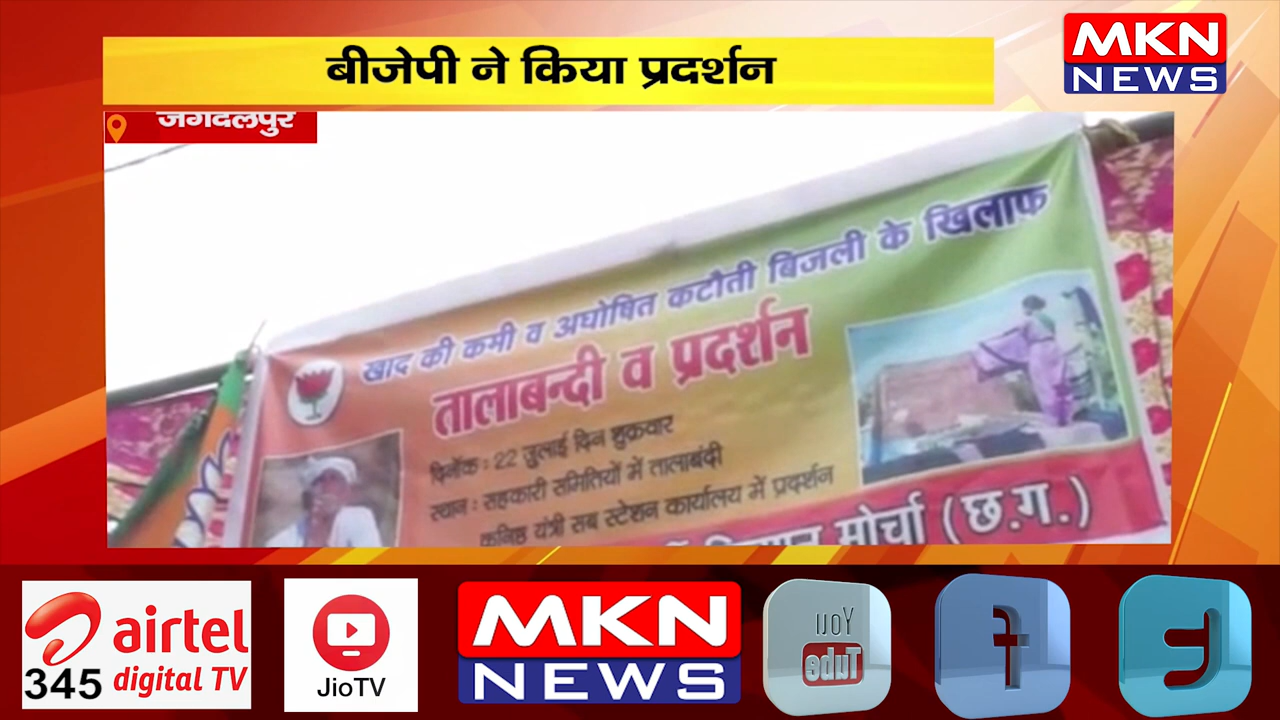 बीजेपी ने किया प्रदर्शन
MKN
NEWS
जगदलपुर
खाद की कमी व अघोषित कटौती बिजली के खिलाफ
तालाबन्दी व प्रदर्शन
दिनाँक : 22 जुलाई दिन शुक्रवार
स्थान : सहकारी समितियों में तालाबंदी
कनिष्ठ यंत्री सब स्टेशन कार्यालय में प्रदर्शन
मोर्चा (छ.ग.)
airtel
345 digital TV
JioTV
MKN
NEWS
You
Tube